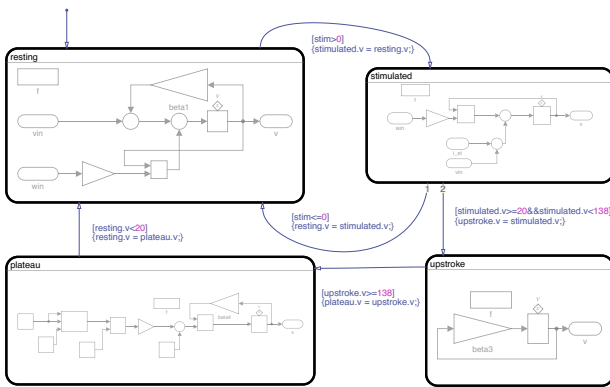 [stim>0]
{stimulated.v = resting.v;}
resting
f
vin
beta1
v
v
win
stimulated
f
win
v
v
i_st
vin
1 2
[resting.v<20]
{resting.v = plateau.v;}
[stim<=0]
{resting.v = stimulated.v;}
[stimulated.v>=20&&stimulated.v<138]
{upstroke.v = stimulated.v;}
plateau
v
v
[upstroke.v>=138]
{plateau.v = upstroke.v;}
upstroke
f
v
v
beta3